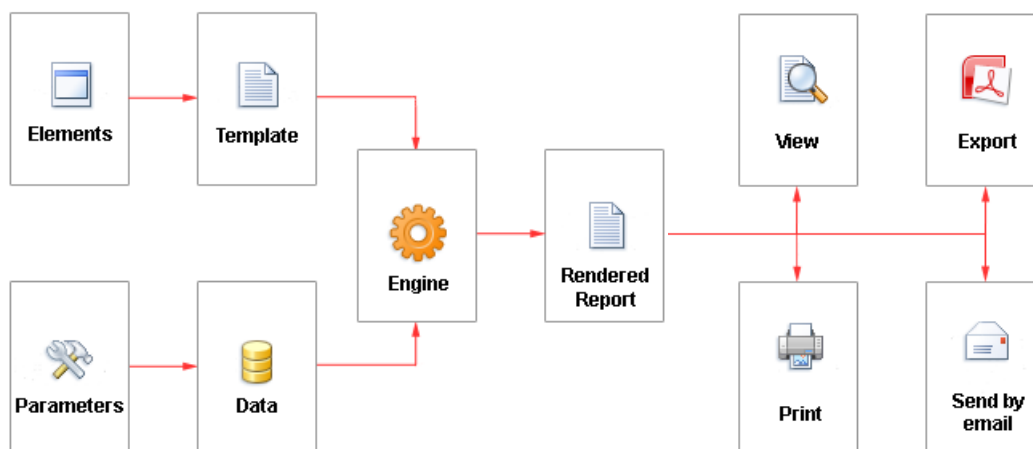 Elements
Template
View
Export
Engine
Rendered
Report
Parameters
Data
Print
Send by
email